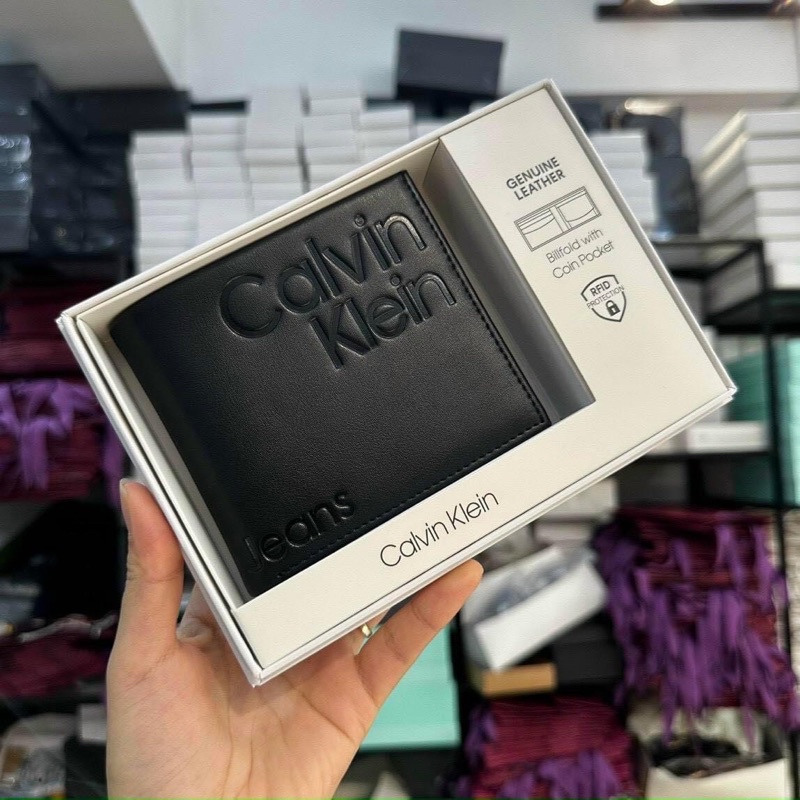 Calvin
Klein
Jeans
Calvin Klein
GENUINE
LEATHER
Billfold with
Coin Pocket
RFID
PROTECTION